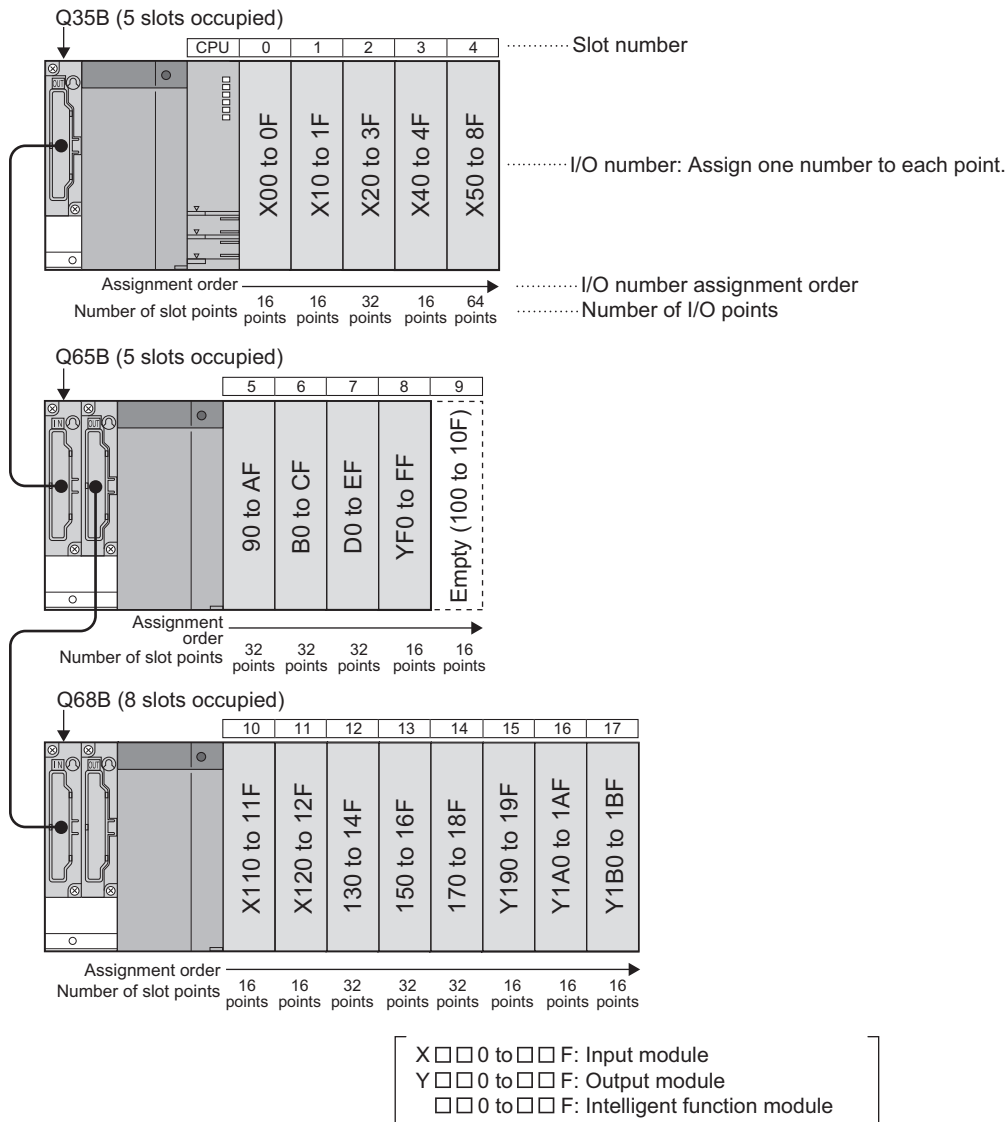 Q35B (5 slots occupied)
CPU 0 1 2 3 4 Slot number
OUT
X00 to 0F
X10 to 1F
X20 to 3F
X40 to 4F
X50 to 8F
I/O number: Assign one number to each point.
Assignment order I/O number assignment order
Number of slot points 16 points 16 points 32 points 16 points 64 points Number of I/O points
Q65B (5 slots occupied)
5 6 7 8 9
IN OUT
90 to AF
B0 to CF
D0 to EF
YF0 to FF
Empty (100 to 10F)
Assignment order
Number of slot points 32 points 32 points 32 points 16 points 16 points
Q68B (8 slots occupied)
10 11 12 13 14 15 16 17
IN OUT
X110 to 11F
X120 to 12F
130 to 14F
150 to 16F
170 to 18F
Y190 to 19F
Y1A0 to 1AF
Y1B0 to 1BF
Assignment order
Number of slot points 16 points 16 points 32 points 32 points 32 points 16 points 16 points 16 points
X□□0 to□□F: Input module
Y□□0 to□□F: Output module
□□0 to□□F: Intelligent function module